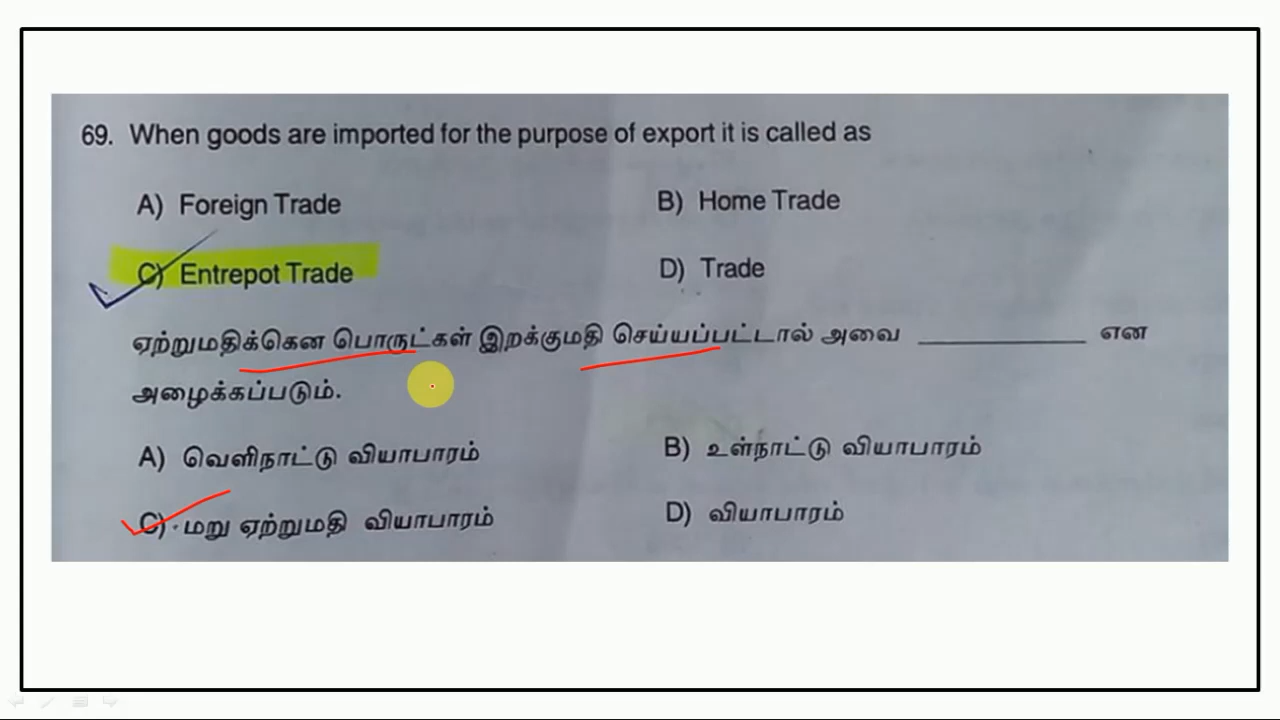 69. When goods are imported for the purpose of export it is called as
A) Foreign Trade B) Home Trade
C) Entrepot Trade D) Trade
ஏற்றுமதிக்கென பொருட்கள் இறக்குமதி செய்யப்பட்டால் அவை ____________ என
அழைக்கப்படும்.
A) வெளிநாட்டு வியாபாரம் B) உள்நாட்டு வியாபாரம்
C) மறு ஏற்றுமதி வியாபாரம் D) வியாபாரம்